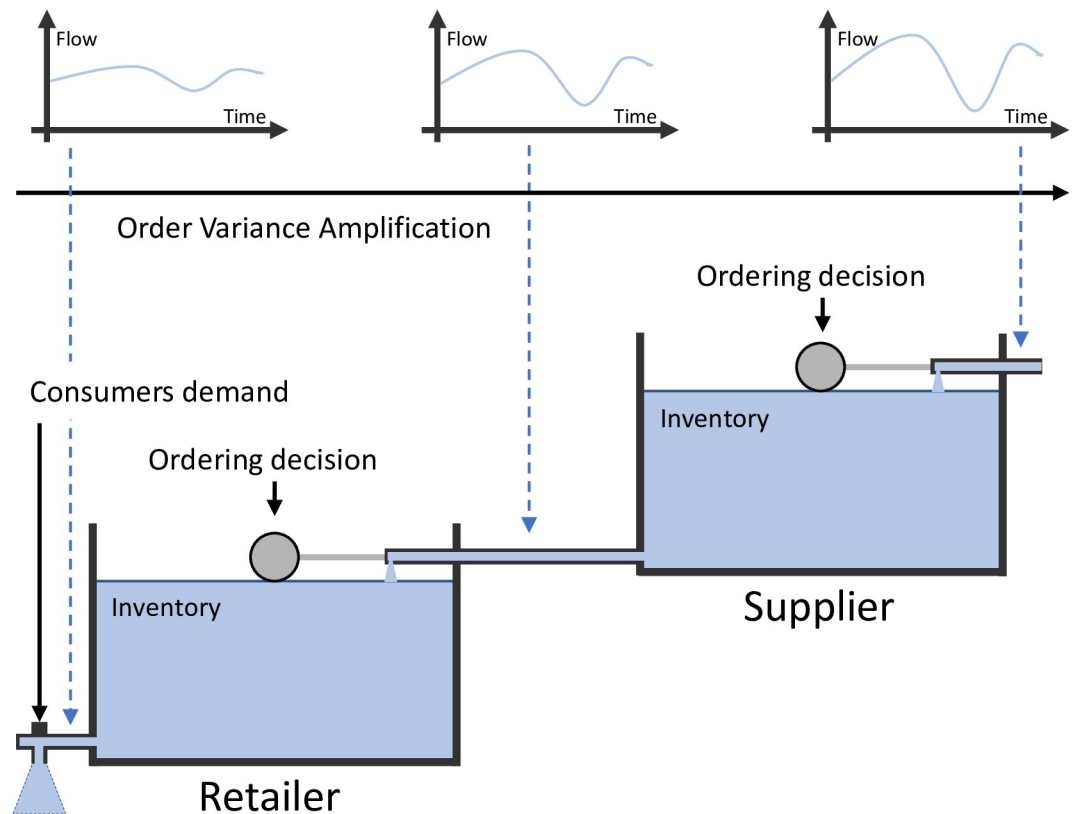 Flow
Time
Flow
Time
Flow
Time
Order Variance Amplification
Ordering decision
Consumers demand
Inventory
Ordering decision
Inventory
Supplier
Retailer